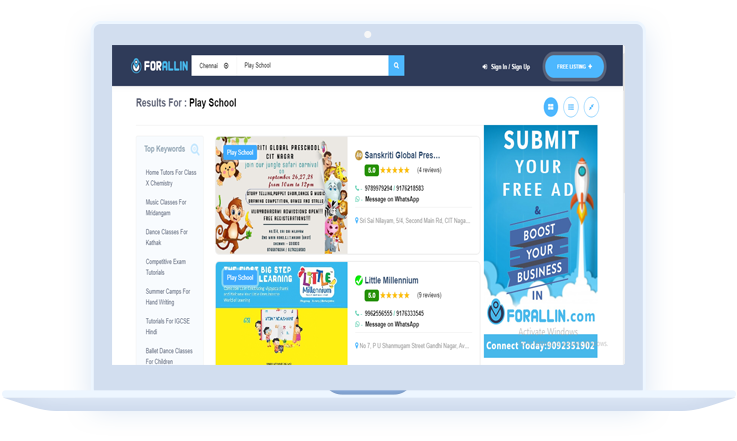 FORALLIN
Chennai
Play School
Sign In / Sign Up
FREE LISTING
Results For : Play School
Top Keywords
Home Tutors For Class
X Chemistry
Music Classes For
Mridangam
Dance Classes For
Kathak
Competitive Exam
Tutorials
Summer Camps For
Hand Writing
Tutorials For IGCSE
Hindi
Ballet Dance Classes
For Children
Play School
GLOBAL PRESCHOOL
CIT NAGAR
join our jungle safari carnival
on
september 26,27,28
from 10am to 12pm
STORY TELLING,PUPPET SHOW,DANCE &
DRAWING COMPETITION, GAMES AND STALLS
ADMISSIONS OPEN!!
FREE REGISTRATION!!
Sanskriti Global Pres...
5.0
(4 reviews)
9789979294 / 9176218583
Message on WhatsApp
Sri Sai Nilayam, 5/4, Second Main Rd, CIT Naga...
Play School
BIG STEP
LEARNING
LITTLE
Millennium
Little Millennium
5.0
(9 reviews)
9962556555 / 9176333545
Message on WhatsApp
No 7, P U Shanmugam Street Gandhi Nagar, Av...
SUBMIT
YOUR
FREE AD
&
BOOST
YOUR
BUSINESS
IN
FORALLIN.com
Activate Windows
Connect Today:9092351902